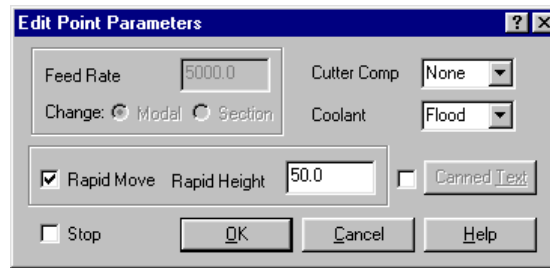 Edit Point Parameters
Feed Rate 5000.0 Cutter Comp None
Change: Modal Section Coolant Flood
Rapid Move Rapid Height 50.0 Canned Text
Stop OK Cancel Help